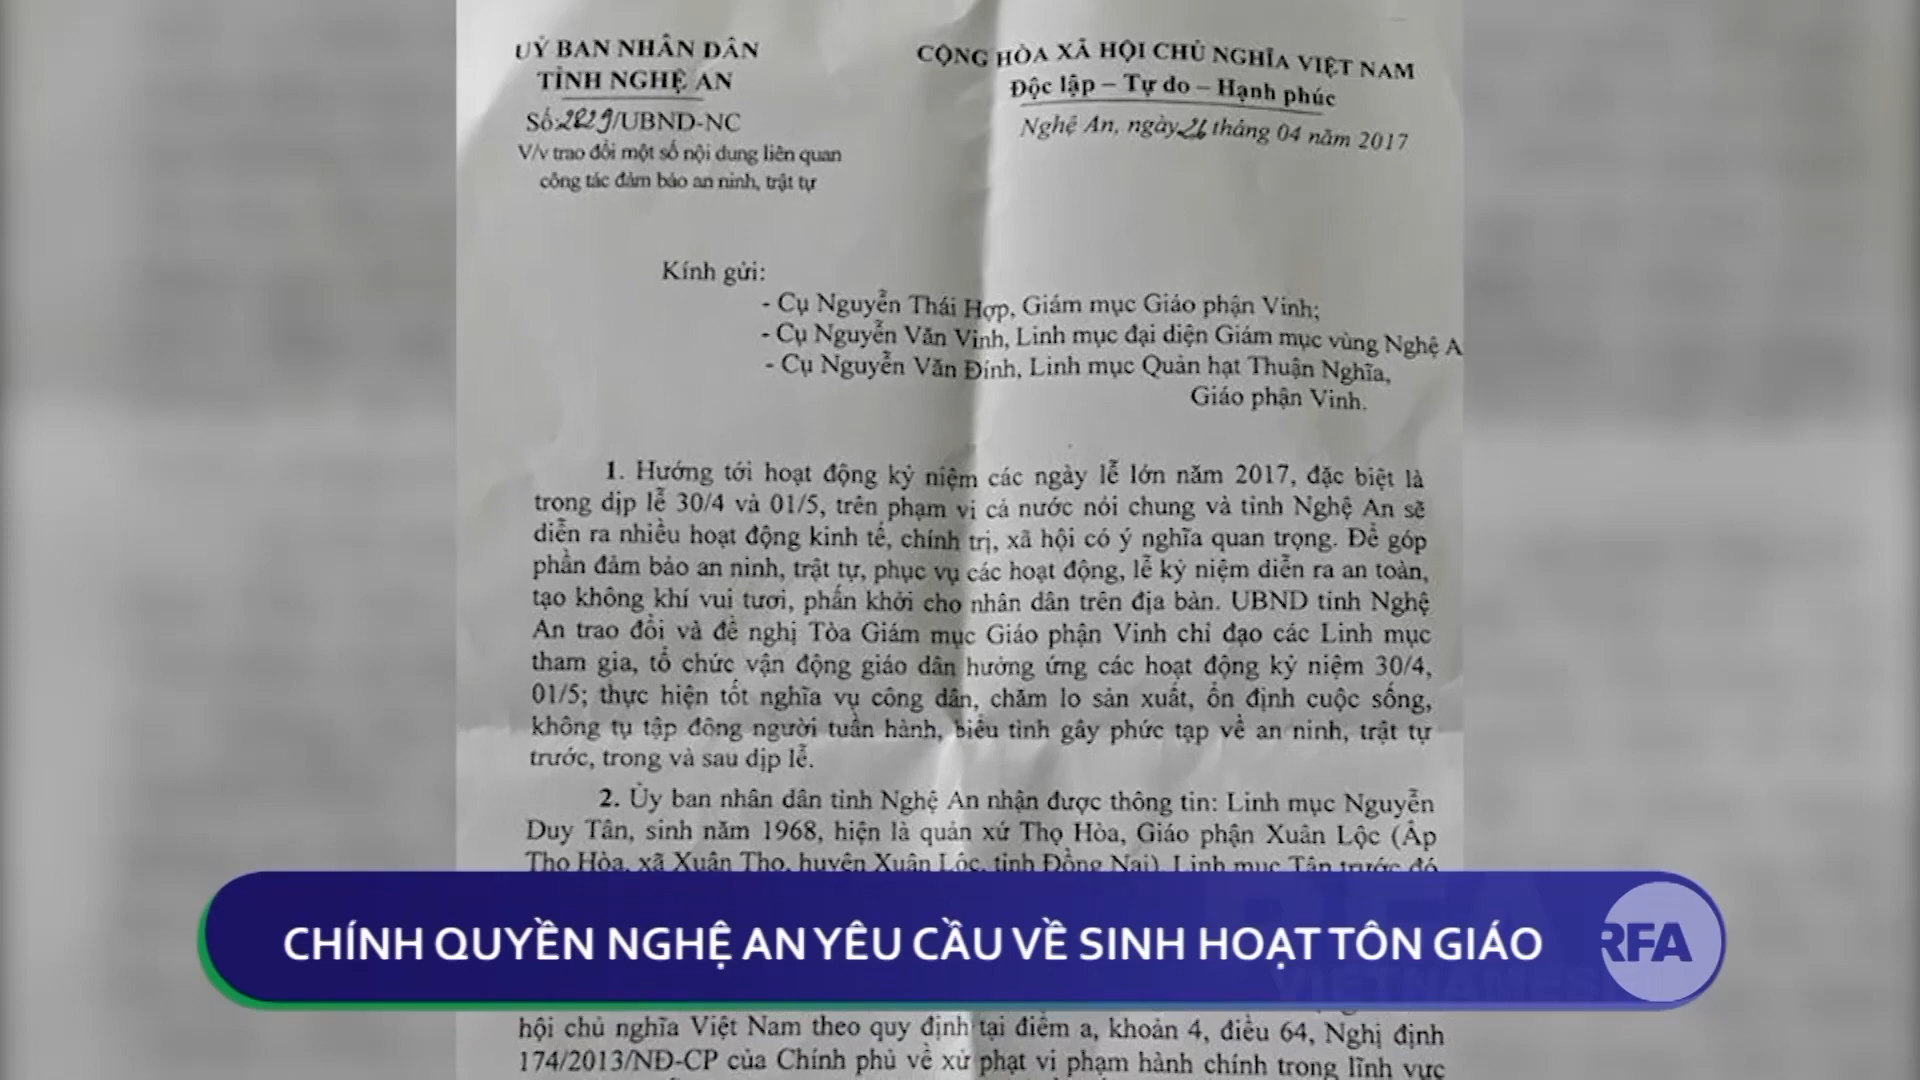 UỶ BAN NHÂN DÂN
TỈNH NGHỆ AN
Số: 2829/UBND-NC
V/v trao đổi một số nội dung liên quan
công tác đảm bảo an ninh, trật tự
CỘNG HÒA XÃ HỘI CHỦ NGHĨA VIỆT NAM
Độc lập – Tự do – Hạnh phúc
Nghệ An, ngày 26 tháng 04 năm 2017
Kính gửi:
- Cụ Nguyễn Thái Hợp, Giám mục Giáo phận Vinh;
- Cụ Nguyễn Văn Vinh, Linh mục đại diện Giám mục vùng Nghệ A
- Cụ Nguyễn Văn Đính, Linh mục Quản hạt Thuận Nghĩa,
Giáo phận Vinh.
1. Hướng tới hoạt động kỷ niệm các ngày lễ lớn năm 2017, đặc biệt là
trong dịp lễ 30/4 và 01/5, trên phạm vi cả nước nói chung và tỉnh Nghệ An sẽ
diễn ra nhiều hoạt động kinh tế, chính trị, xã hội có ý nghĩa quan trọng. Để góp
phần đảm bảo an ninh, trật tự, phục vụ các hoạt động, lễ kỷ niệm diễn ra an toàn,
tạo không khí vui tươi, phấn khởi cho nhân dân trên địa bàn. UBND tỉnh Nghệ
An trao đổi và đề nghị Tòa Giám mục Giáo phận Vinh chỉ đạo các Linh mục
tham gia, tổ chức vận động giáo dân hưởng ứng các hoạt động kỷ niệm 30/4,
01/5; thực hiện tốt nghĩa vụ công dân, chăm lo sản xuất, ổn định cuộc sống,
không tụ tập đông người tuần hành, biểu tình gây phức tạp về an ninh, trật tự
trước, trong và sau dịp lễ.
2. Ủy ban nhân dân tỉnh Nghệ An nhận được thông tin: Linh mục Nguyễn
Duy Tân, sinh năm 1968, hiện là quản xứ Thọ Hòa, Giáo phận Xuân Lộc (Ấp
Thọ Hòa, xã Xuân Thọ, huyện Xuân Lộc, tỉnh Đồng Nai). Linh mục Tân trước đó
CHÍNH QUYỀN NGHỆ AN YÊU CẦU VỀ SINH HOẠT TÔN GIÁO
RFA
hội chủ nghĩa Việt Nam theo quy định tại điểm a, khoản 4, điều 64, Nghị định
174/2013/NĐ-CP của Chính phủ về xử phạt vi phạm hành chính trong lĩnh vực